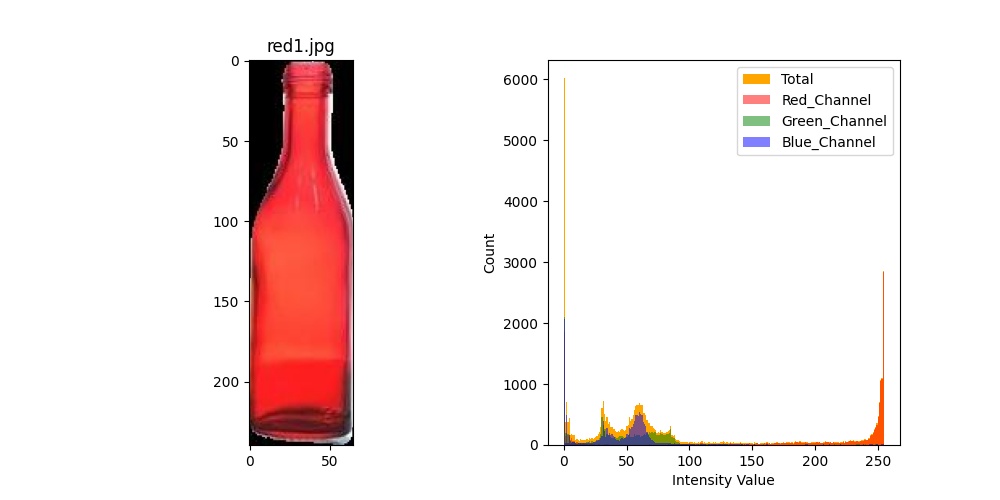 red1.jpg
0
50
100
150
200
0 50
6000
5000
4000
3000
2000
1000
0
Count
0 50 100 150 200 250
Intensity Value
Total
Red_Channel
Green_Channel
Blue_Channel